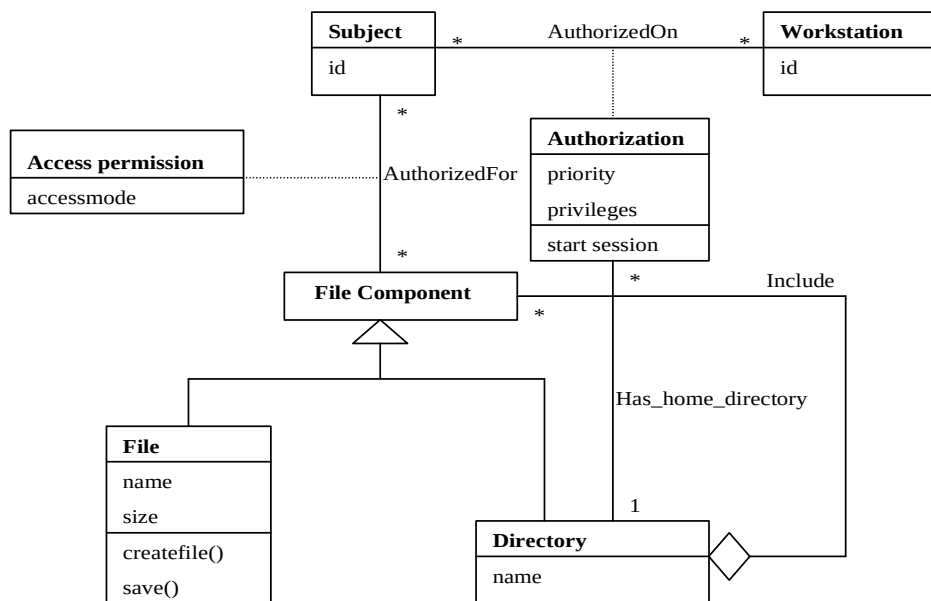 Subject
id
*
AuthorizedOn
*
Workstation
id
*
Access permission
accessmode
AuthorizedFor
Authorization
priority
privileges
start session
*
File Component
*
*
Include
Has_home_directory
File
name
size
createfile()
save()
1
Directory
name